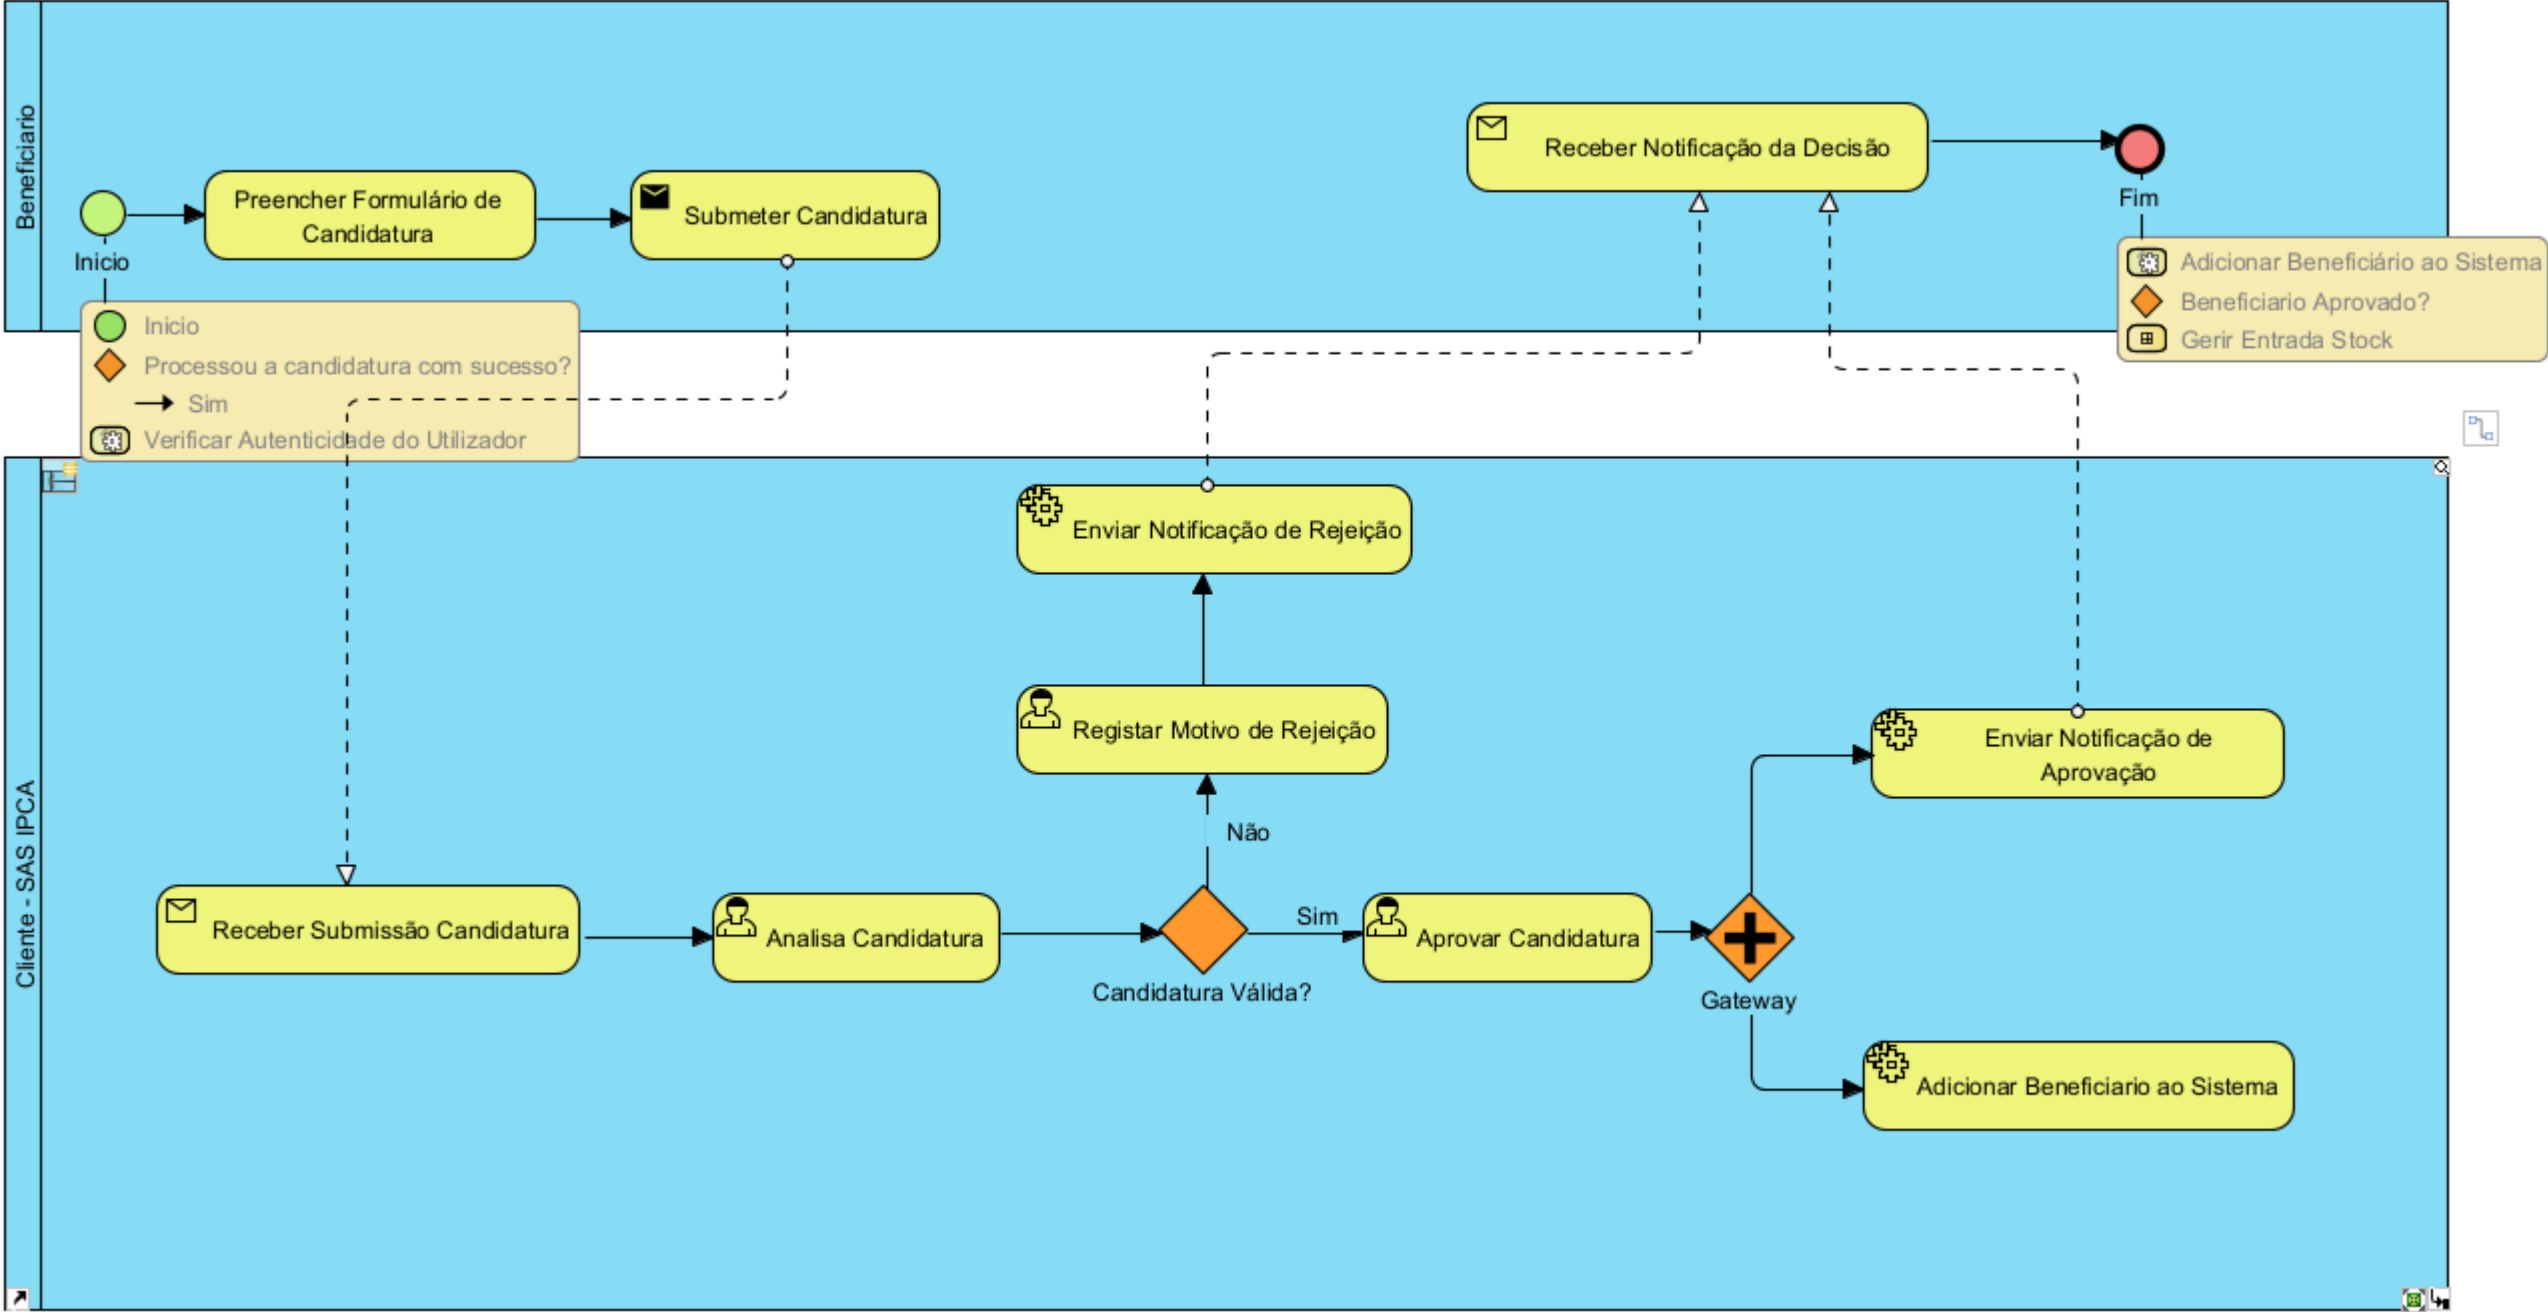 Beneficiario
Inicio
Preencher Formulário de
Candidatura
Submeter Candidatura
Receber Notificação da Decisão
Fim
Inicio
Processou a candidatura com sucesso?
Sim
Verificar Autenticidade do Utilizador
Adicionar Beneficiário ao Sistema
Beneficiario Aprovado?
Gerir Entrada Stock
Cliente - SAS IPCA
Enviar Notificação de Rejeição
Registar Motivo de Rejeição
Não
Enviar Notificação de
Aprovação
Receber Submissão Candidatura
Analisa Candidatura
Candidatura Válida?
Sim
Aprovar Candidatura
Gateway
Adicionar Beneficiario ao Sistema